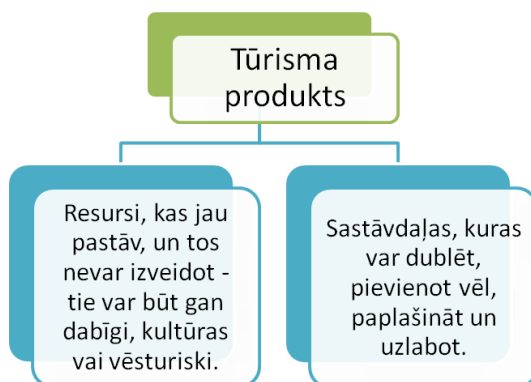 Tūrisma
produkts
Resursi, kas jau
pastāv, un tos
nevar izveidot -
tie var būt gan
dabīgi, kultūras
vai vēsturiski.
Sastāvdaļas, kuras
var dublēt,
pievienot vēl,
paplašināt un
uzlabot.